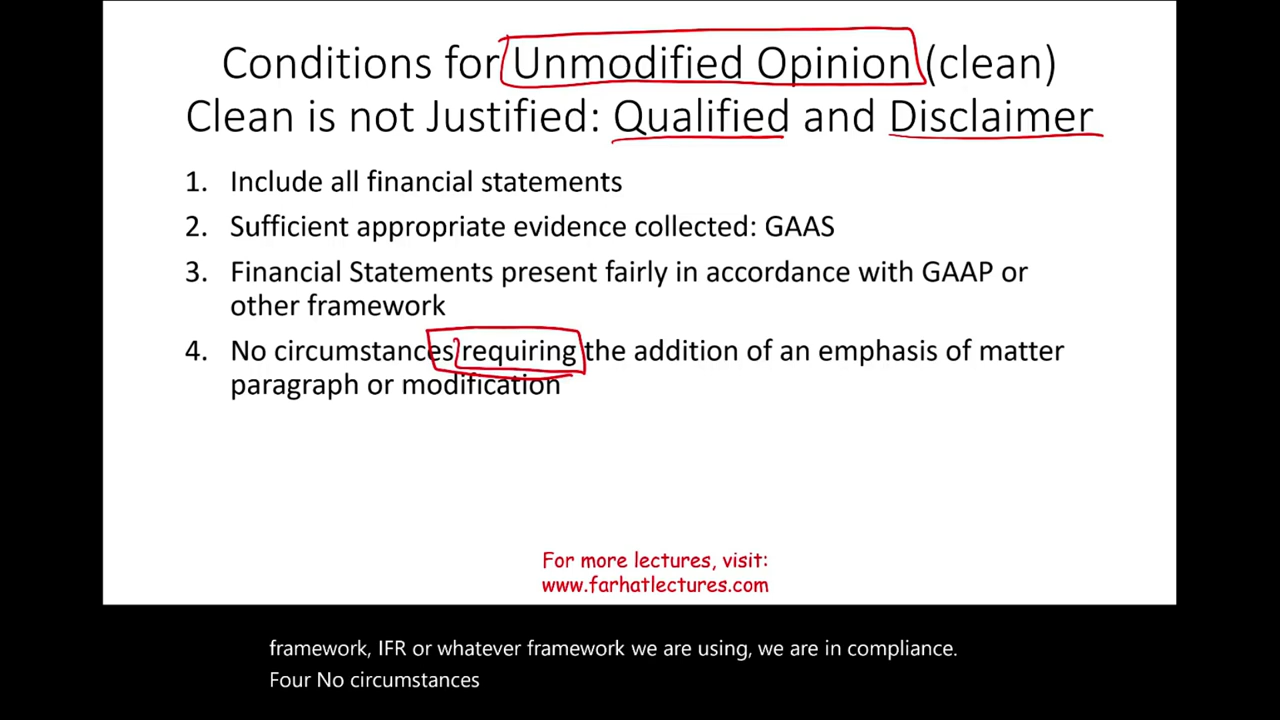 Conditions for Unmodified Opinion (clean)
Clean is not Justified: Qualified and Disclaimer
1. Include all financial statements
2. Sufficient appropriate evidence collected: GAAS
3. Financial Statements present fairly in accordance with GAAP or
other framework
4. No circumstances requiring the addition of an emphasis of matter
paragraph or modification
For more lectures, visit:
www.farhatlectures.com
framework, IFR or whatever framework we are using, we are in compliance.
Four No circumstances